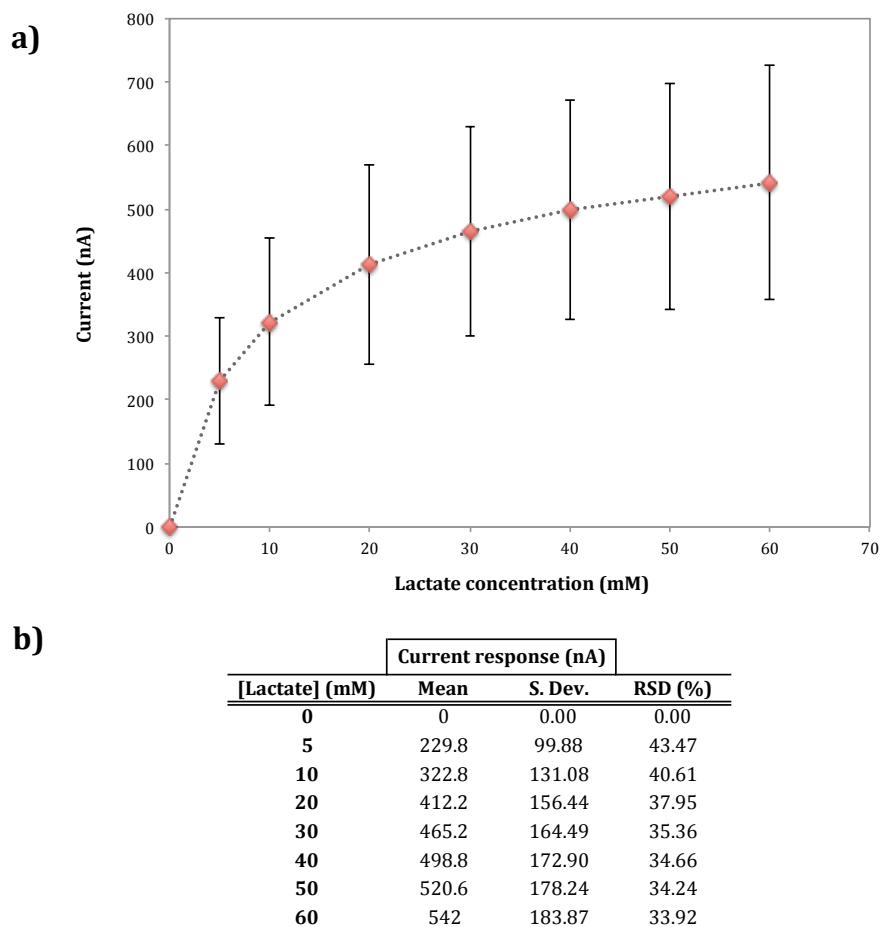 a)
800
700
600
500
400
300
200
100
0
Current (nA)
0 10 20 30 40 50 60 70
Lactate concentration (mM)
b)
Current response (nA)
[Lactate] (mM) Mean S. Dev. RSD (%)
0 0 0.00 0.00
5 229.8 99.88 43.47
10 322.8 131.08 40.61
20 412.2 156.44 37.95
30 465.2 164.49 35.36
40 498.8 172.90 34.66
50 520.6 178.24 34.24
60 542 183.87 33.92